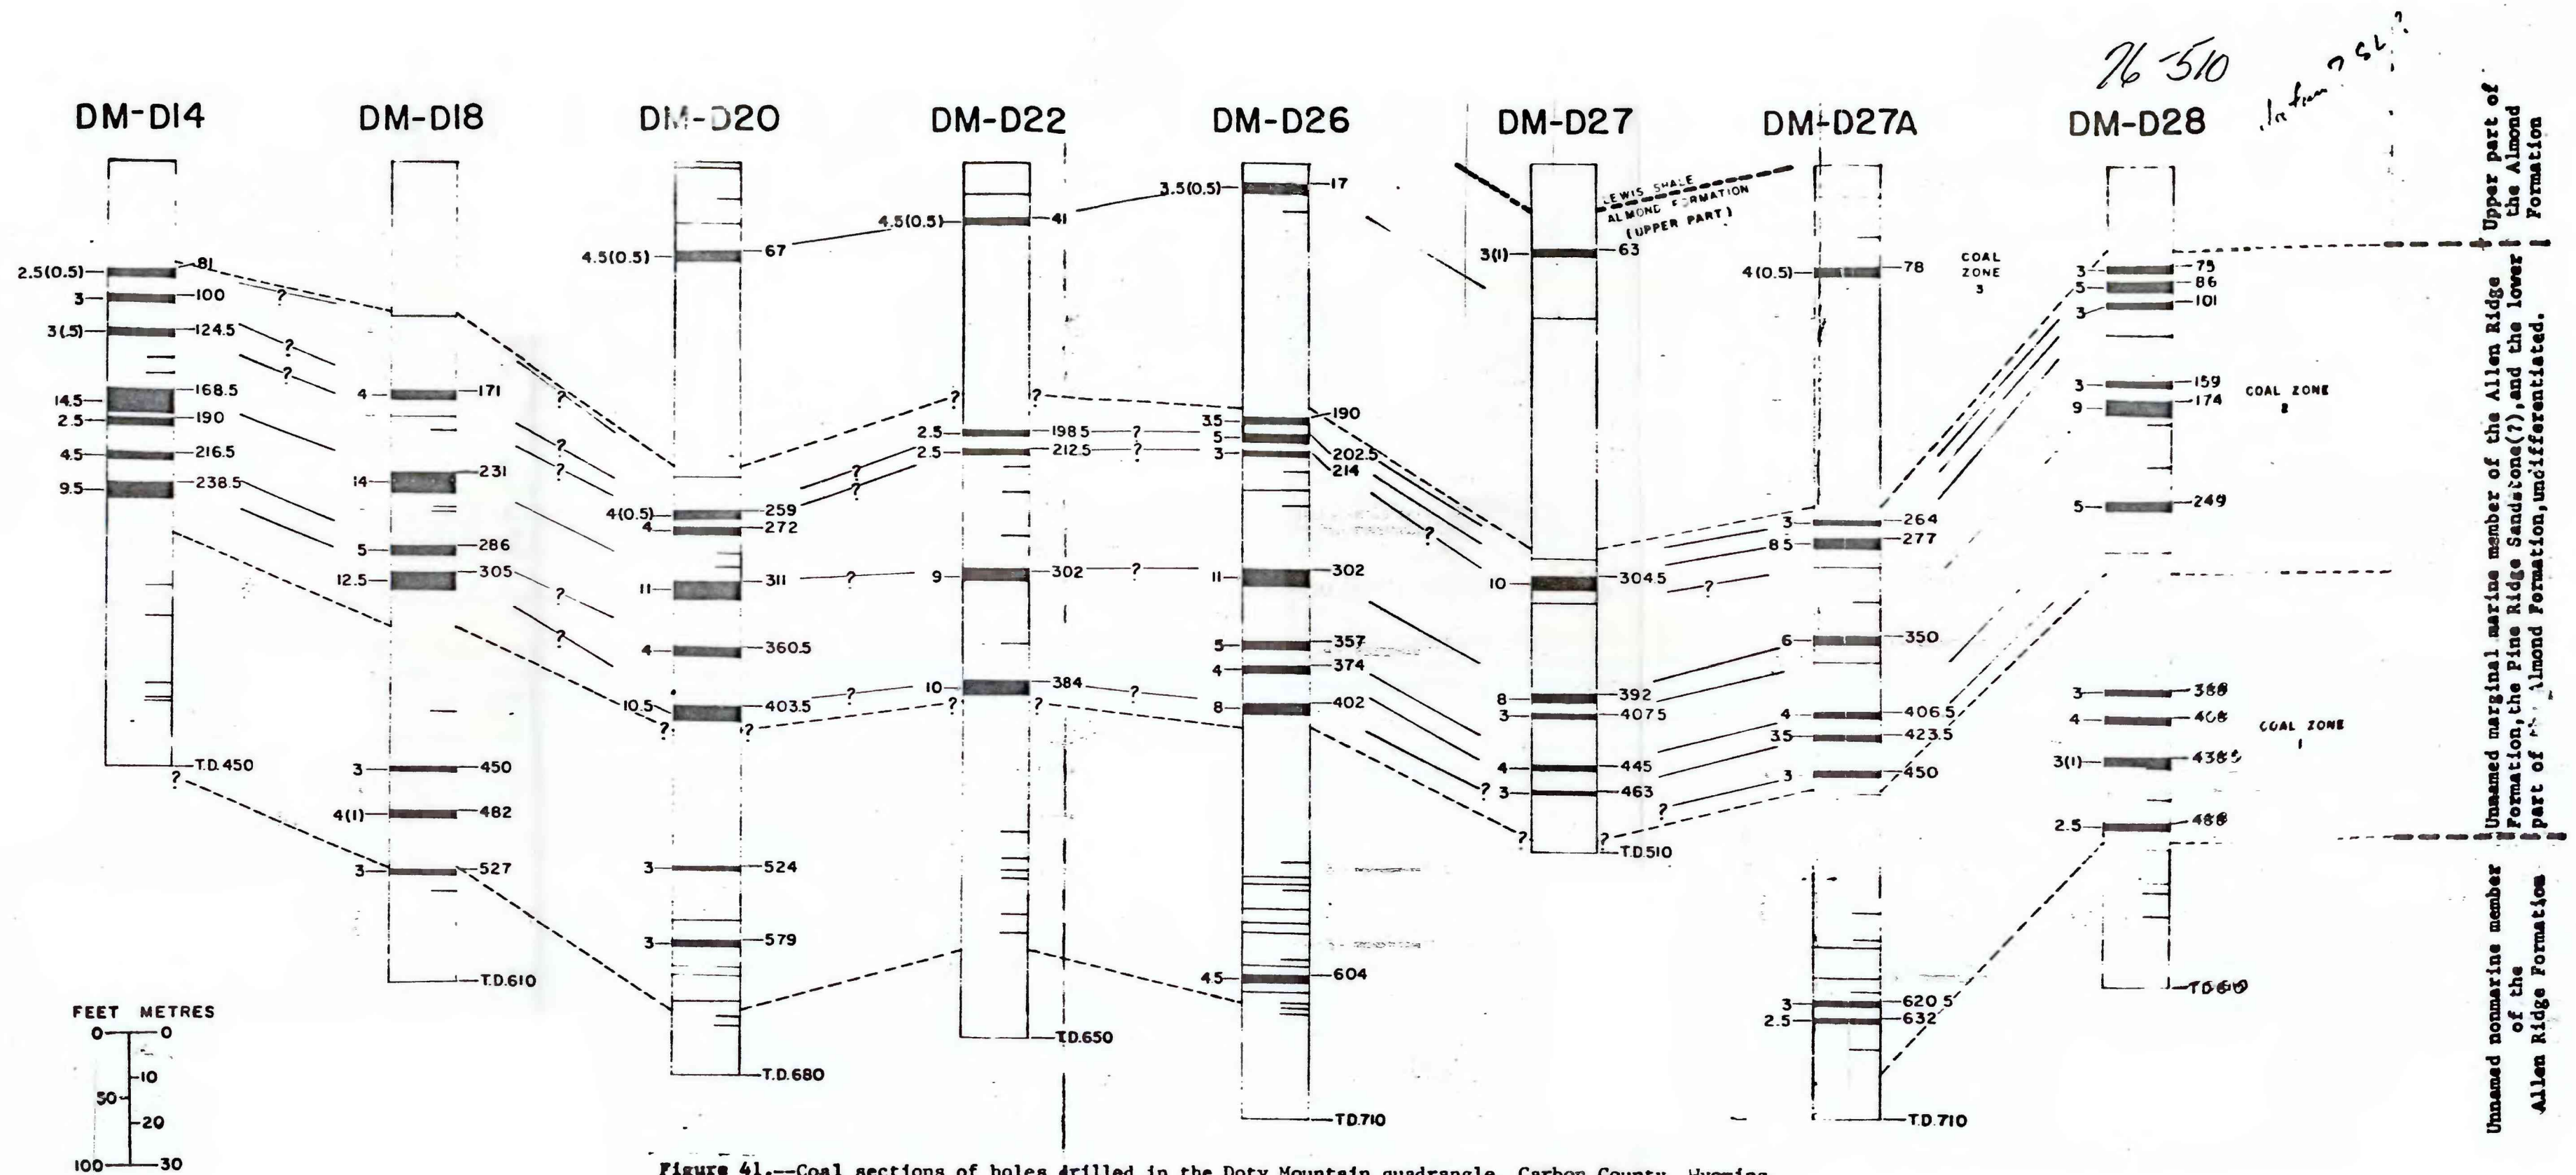 76-510
DM-D14
DM-D18
DM-D20
DM-D22
DM-D26
DM-D27
DM-D27A
DM-D28
2.5(0.5) 81
3 100
3(.5) 124.5
14.5 168.5
2.5 190
4.5 216.5
9.5 238.5
T.D.450
?
?
?
?
4 171
14 231
5 286
12.5 305
3 450
4(1) 482
3 527
T.D.610
?
?
?
?
?
4.5(0.5) 67
4(0.5) 259
4 272
11 311
4 360.5
10.5 403.5
? ?
3 524
3 579
T.D.680
?
?
?
?
4.5(0.5) 41
? ?
2.5 198.5 ?
2.5 212.5 ?
9 302 ?
10 384 ?
? ?
T.D.650
3.5(0.5) 17
3.5 190
5 202.5
3 214
11 302
5 357
4 374
8 402
4.5 604
T.D.710
?
?
?
LEWIS SHALE
ALMOND FORMATION
(UPPER PART)
3(1) 63
10 304.5
8 392
3 407.5
4 445
3 463
?
T.D.510
?
?
4(0.5) 78
3 264
8.5 277
6 350
4 406.5
3.5 423.5
3 450
3 620.5
2.5 632
T.D.710
COAL
ZONE
3
3 75
5 86
3 101
3 159
9 174
5 249
3 388
4 408
3(1) 438.5
2.5 488
COAL ZONE
2
COAL ZONE
1
Upper part of
the Almond
Formation
Unnamed marginal marine member of the Allen Ridge
Formation, the Pine Ridge Sandstone(?), and the lower
part of Almond Formation, undifferentiated.
Unnamed nonmarine member
of the
Allen Ridge Formation
FEET METRES
0 0
10
50
20
100 30
Figure 41.--Coal sections of holes drilled in the Doty Mountain quadrangle, Carbon County, Wyoming